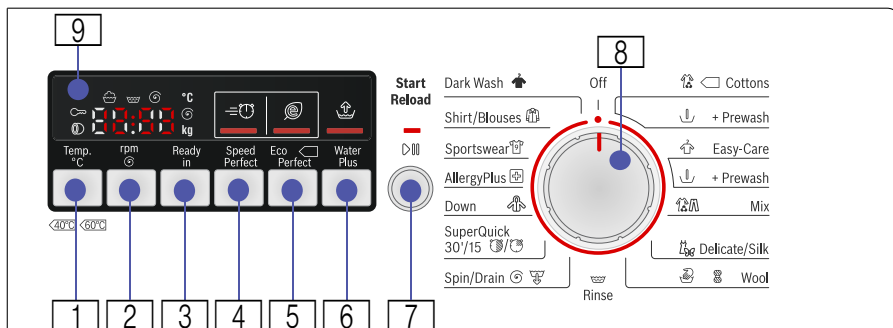 9
8
°C
kg
Start
Reload
Temp.
°C
rpm
Ready
in
Speed
Perfect
Eco
Perfect
Water
Plus
40°C 60°C
Dark Wash
Shirt/Blouses
Sportswear
AllergyPlus
Down
SuperQuick
30'/15
Spin/Drain
Off
Rinse
Cottons
+ Prewash
Easy-Care
+ Prewash
Mix
Delicate/Silk
Wool
1 2 3 4 5 6 7